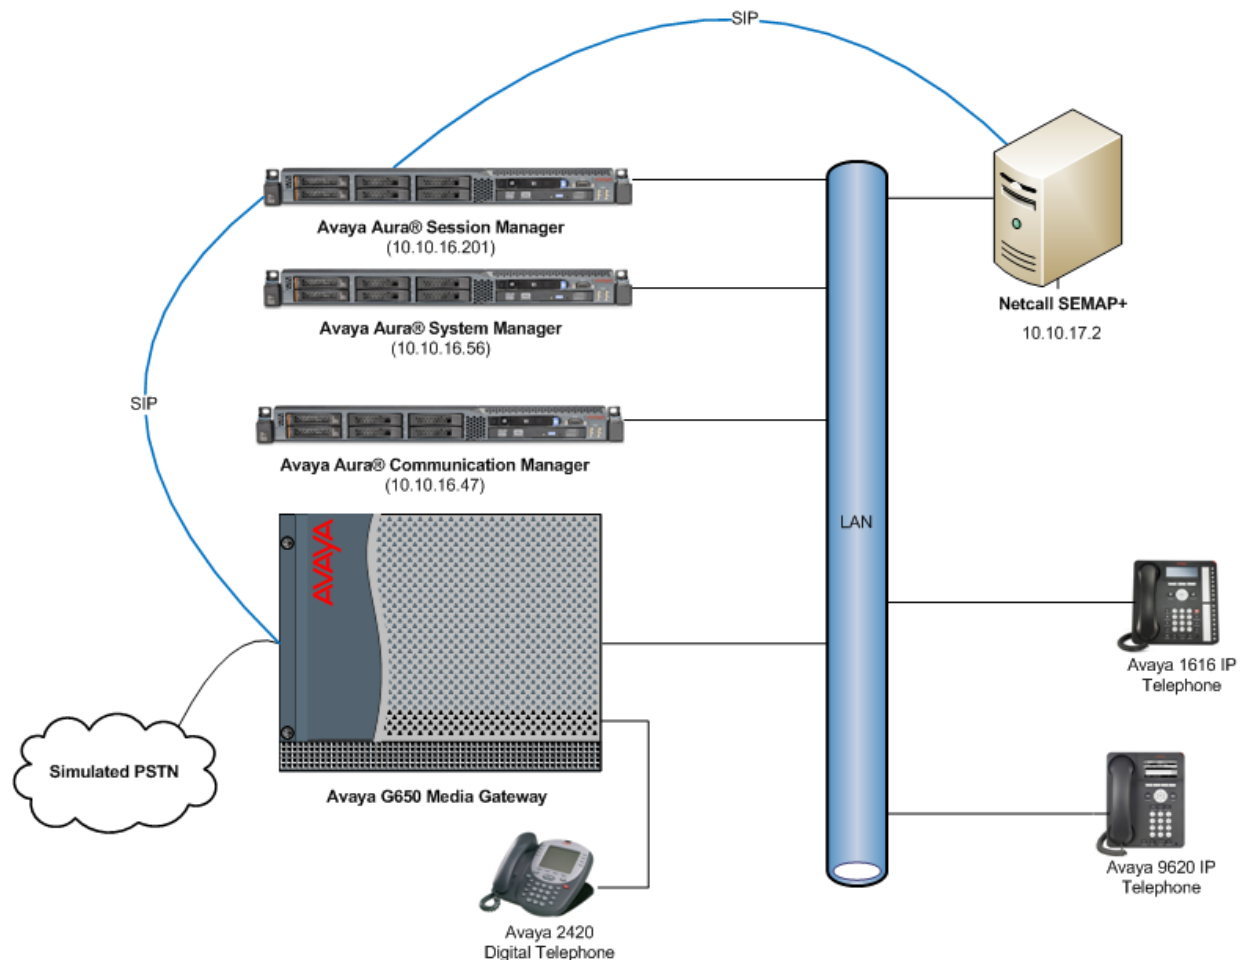 SIP
Avaya Aura® Session Manager
(10.10.16.201)
Netcall SEMAP+
10.10.17.2
Avaya Aura® System Manager
(10.10.16.56)
SIP
Avaya Aura® Communication Manager
(10.10.16.47)
LAN
AVAYA
Avaya 1616 IP
Telephone
Simulated PSTN
Avaya G650 Media Gateway
Avaya 9620 IP
Telephone
Avaya 2420
Digital Telephone